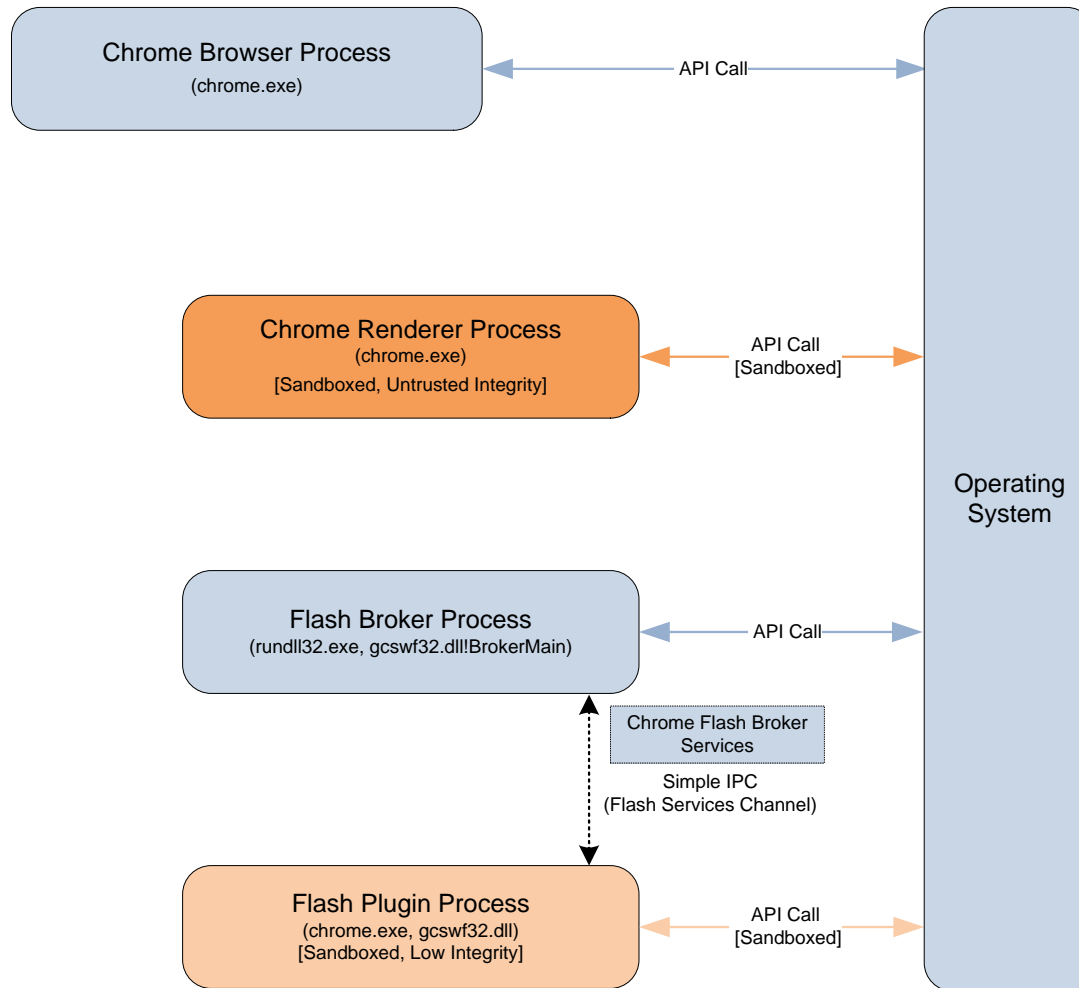 Chrome Browser Process
(chrome.exe)
API Call
Chrome Renderer Process
(chrome.exe)
[Sandboxed, Untrusted Integrity]
API Call
[Sandboxed]
Operating
System
Flash Broker Process
(rundll32.exe, gcswf32.dll!BrokerMain)
API Call
Chrome Flash Broker
Services
Simple IPC
(Flash Services Channel)
Flash Plugin Process
(chrome.exe, gcswf32.dll)
[Sandboxed, Low Integrity]
API Call
[Sandboxed]